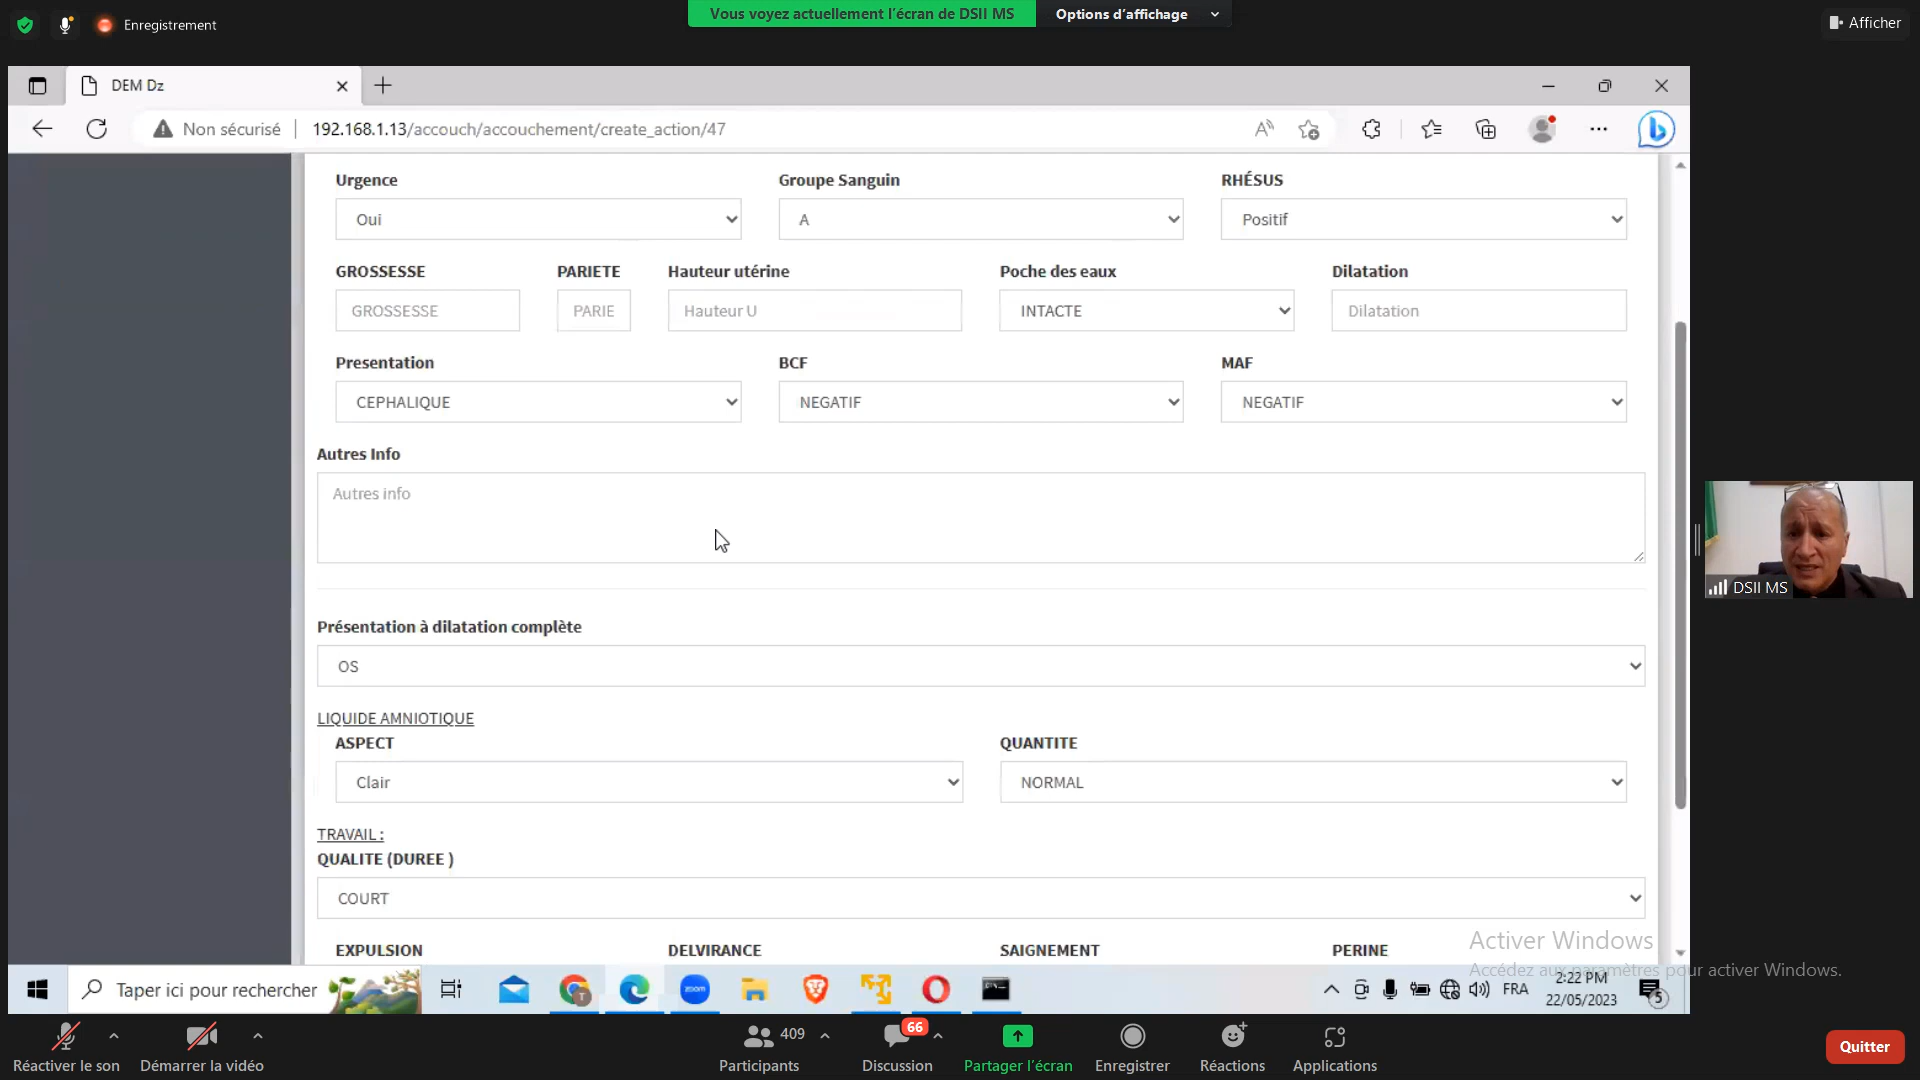 Enregistrement
Vous voyez actuellement l'écran de DSII MS
Options d'affichage
Afficher
DEM Dz
Non sécurisé
192.168.1.13/accouch/accouchement/create_action/47
Urgence Groupe Sanguin RHÉSUS
Oui A Positif
GROSSESSE PARIETE Hauteur utérine Poche des eaux Dilatation
GROSSESSE PARIE Hauteur U INTACTE Dilatation
Presentation BCF MAF
CEPHALIQUE NEGATIF NEGATIF
Autres Info
Autres info
Présentation à dilatation complète
OS
LIQUIDE AMNIOTIQUE
ASPECT QUANTITE
Clair NORMAL
TRAVAIL :
QUALITE (DUREE )
COURT
EXPULSION DELVIRANCE SAIGNEMENT PERINE
DSII MS
Activer Windows
Accédez aux paramètres pour activer Windows.
Taper ici pour rechercher
zoom
T
FRA
2:22 PM
22/05/2023
5
Réactiver le son
Démarrer la vidéo
409
Participants
66
Discussion
Partager l'écran
Enregistrer
Réactions
Applications
Quitter